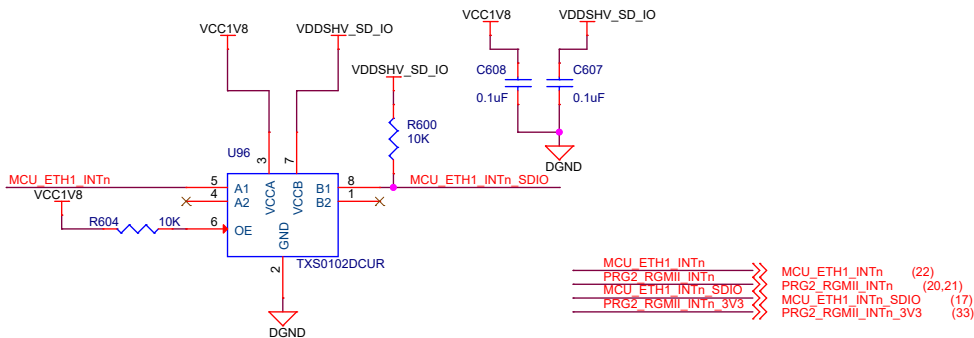 VCC1V8
VDDSHV_SD_IO
VCC1V8
VDDSHV_SD_IO
VDDSHV_SD_IO
C608
C607
0.1uF
0.1uF
R600
10K
U96
3
7
DGND
MCU_ETH1_INTn
5
A1
VCCA
VCCB
B1
8
MCU_ETH1_INTn_SDIO
4
A2
B2
1
VCC1V8
R604
10K
6
OE
GND
2
TXS0102DCUR
DGND
MCU_ETH1_INTn
MCU_ETH1_INTn (22)
PRG2_RGMII_INTn
PRG2_RGMII_INTn (20,21)
MCU_ETH1_INTn_SDIO
MCU_ETH1_INTn_SDIO (17)
PRG2_RGMII_INTn_3V3
PRG2_RGMII_INTn_3V3 (33)